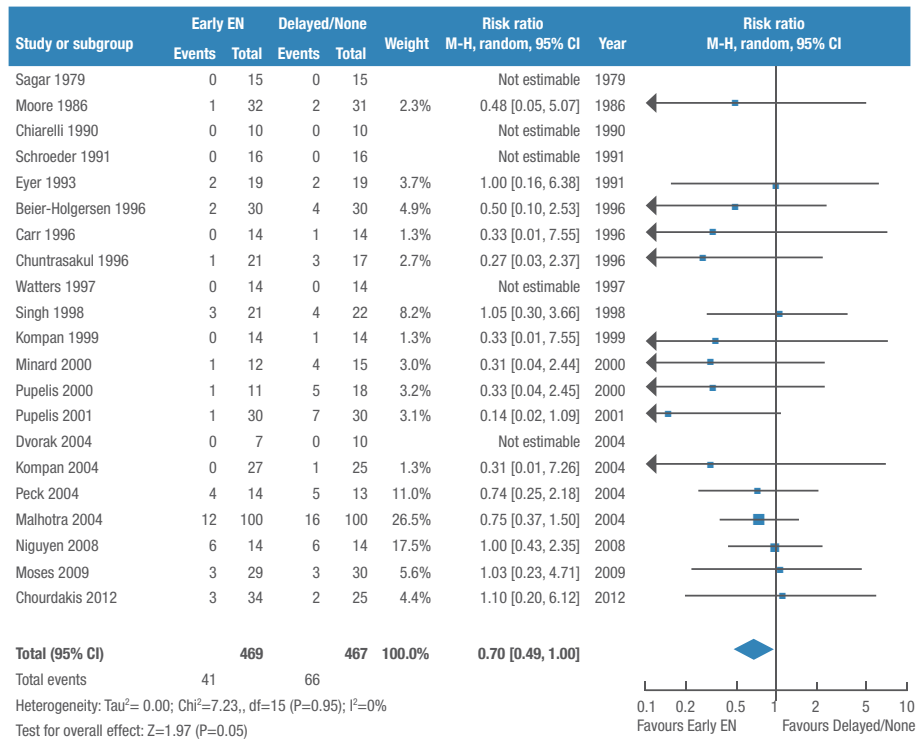 Early EN Delayed/None Risk ratio Risk ratio
Study or subgroup Events Total Events Total Weight M-H, random, 95% CI Year M-H, random, 95% CI
Sagar 1979 0 15 0 15 Not estimable 1979
Moore 1986 1 32 2 31 2.3% 0.48 [0.05, 5.07] 1986
Chiarelli 1990 0 10 0 10 Not estimable 1990
Schroeder 1991 0 16 0 16 Not estimable 1991
Eyer 1993 2 19 2 19 3.7% 1.00 [0.16, 6.38] 1991
Beier-Holgersen 1996 2 30 4 30 4.9% 0.50 [0.10, 2.53] 1996
Carr 1996 0 14 1 14 1.3% 0.33 [0.01, 7.55] 1996
Chuntrasakul 1996 1 21 3 17 2.7% 0.27 [0.03, 2.37] 1996
Watters 1997 0 14 0 14 Not estimable 1997
Singh 1998 3 21 4 22 8.2% 1.05 [0.30, 3.66] 1998
Kompan 1999 0 14 1 14 1.3% 0.33 [0.01, 7.55] 1999
Minard 2000 1 12 4 15 3.0% 0.31 [0.04, 2.44] 2000
Pupelis 2000 1 11 5 18 3.0% 0.33 [0.04, 2.45] 2000
Pupelis 2001 1 30 7 30 3.1% 0.14 [0.02, 1.09] 2001
Dvorak 2004 0 7 0 10 Not estimable 2004
Kompan 2004 0 27 1 25 1.3% 0.31 [0.01, 7.26] 2004
Peck 2004 4 14 5 13 11.0% 0.74 [0.25, 2.18] 2004
Malhotra 2004 12 100 16 100 26.5% 0.75 [0.37, 1.50] 2004
Niguyen 2008 6 14 6 14 17.5% 1.00 [0.43, 2.35] 2008
Moses 2009 3 29 3 30 5.6% 1.03 [0.23, 4.71] 2009
Chourdakis 2012 3 34 2 25 4.4% 1.10 [0.20, 6.12] 2012
Total (95% CI) 469 467 100.0% 0.70 [0.49, 1.00]
Total events 41 66
Heterogeneity: Tau²= 0.00; Chi²=7.23,, df=15 (P=0.95); I²=0%
Test for overall effect: Z=1.97 (P=0.05)
0.1 0.2 0.5 1 2 5 10
Favours Early EN Favours Delayed/None